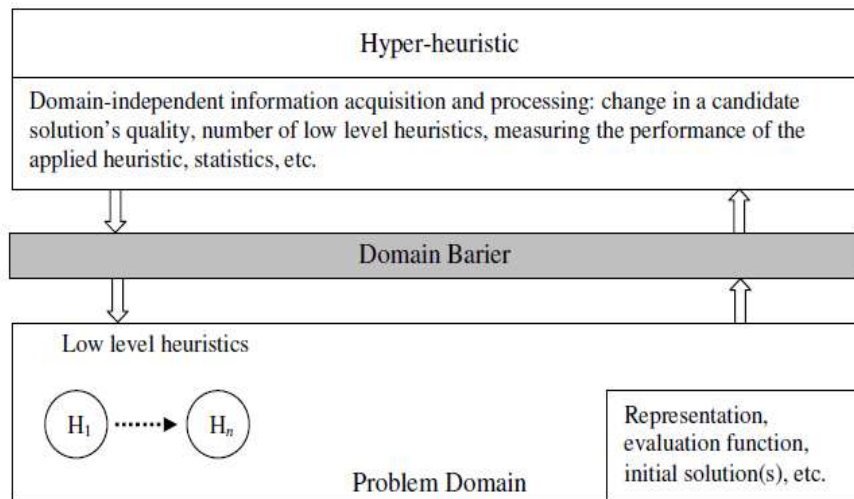 Hyper-heuristic
Domain-independent information acquisition and processing: change in a candidate
solution's quality, number of low level heuristics, measuring the performance of the
applied heuristic, statistics, etc.
Domain Barier
Low level heuristics
H₁ Hₙ
Representation,
evaluation function,
initial solution(s), etc.
Problem Domain